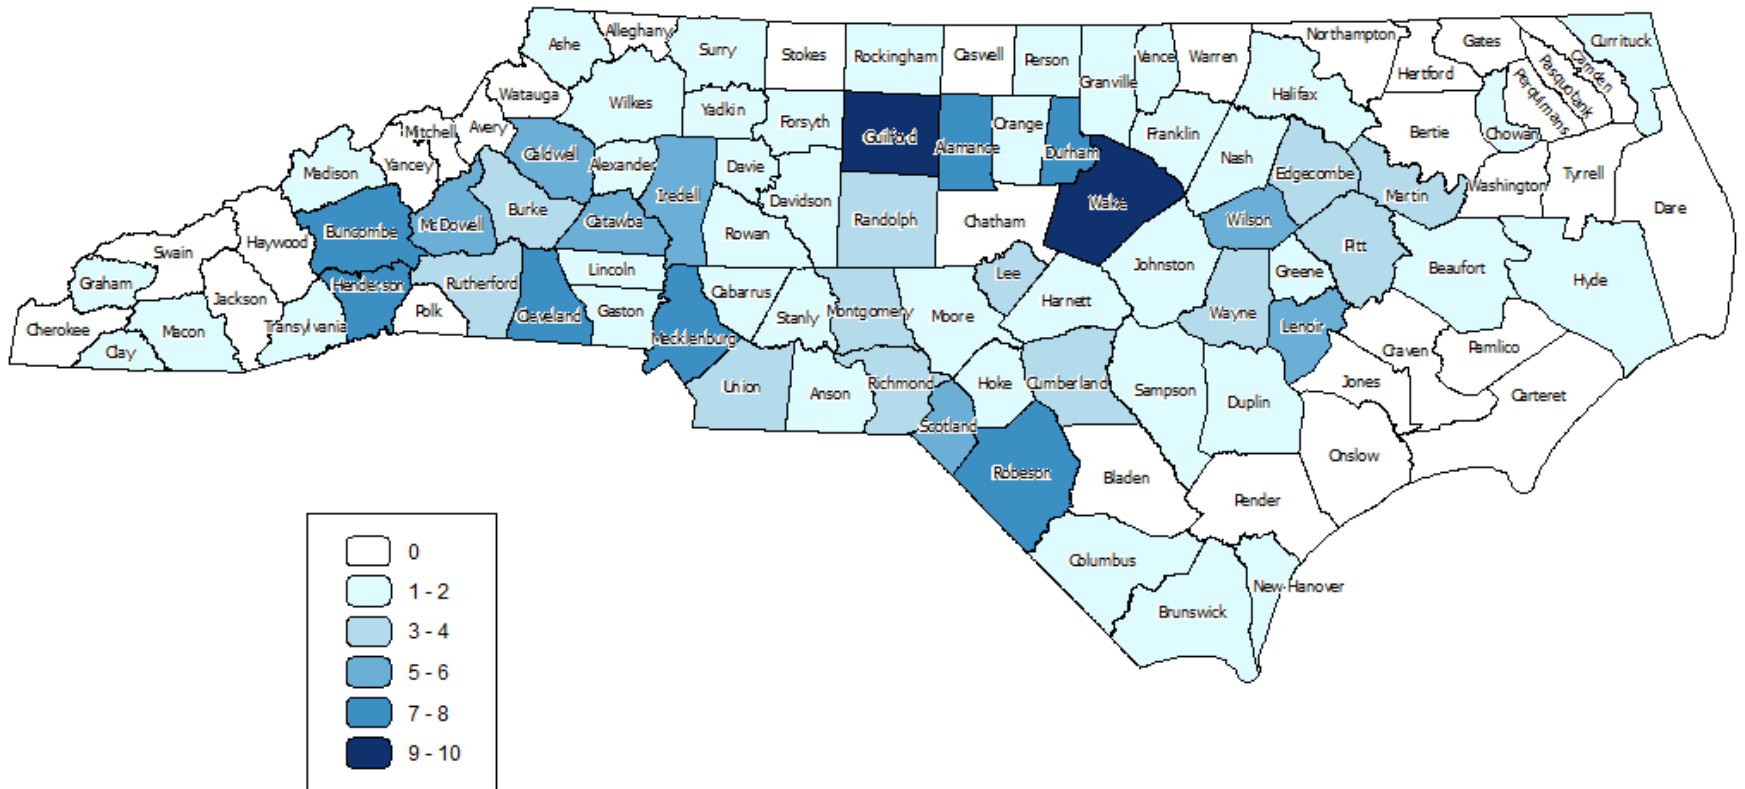 Ashe
Alleghany
Surry
Stokes
Rockingham
Caswell
Person
Granville
Vance
Warren
Northampton
Gates
Currituck
Camden
Pasquotank
Perquimans
Hertford
Halifax
Watauga
Wilkes
Yadkin
Forsyth
Guilford
Alamance
Orange
Durham
Franklin
Nash
Bertie
Chowan
Mitchell
Avery
Yancey
Madison
Caldwell
Alexander
Iredell
Davie
Davidson
Wake
Edgecombe
Martin
Washington
Tyrrell
Dare
Buncombe
McDowell
Burke
Catawba
Rowan
Randolph
Chatham
Wilson
Pitt
Haywood
Swain
Graham
Jackson
Henderson
Rutherford
Lincoln
Cabarrus
Lee
Johnston
Greene
Beaufort
Hyde
Cherokee
Clay
Macon
Transylvania
Polk
Cleveland
Gaston
Mecklenburg
Stanly
Montgomery
Moore
Harnett
Wayne
Lenoir
Craven
Pamlico
Jones
Carteret
Union
Anson
Richmond
Hoke
Cumberland
Sampson
Duplin
Onslow
Scotland
Robeson
Bladen
Pender
Columbus
Brunswick
New Hanover
0
1 - 2
3 - 4
5 - 6
7 - 8
9 - 10